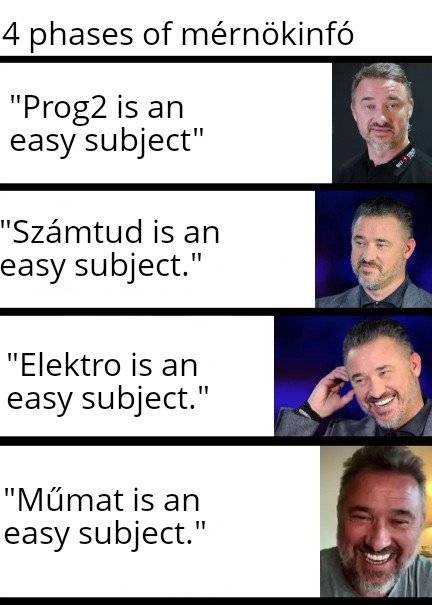 4 phases of mérnökinfó
"Prog2 is an
easy subject"
"Számtud is an
easy subject."
"Elektro is an
easy subject."
"Műmat is an
easy subject."